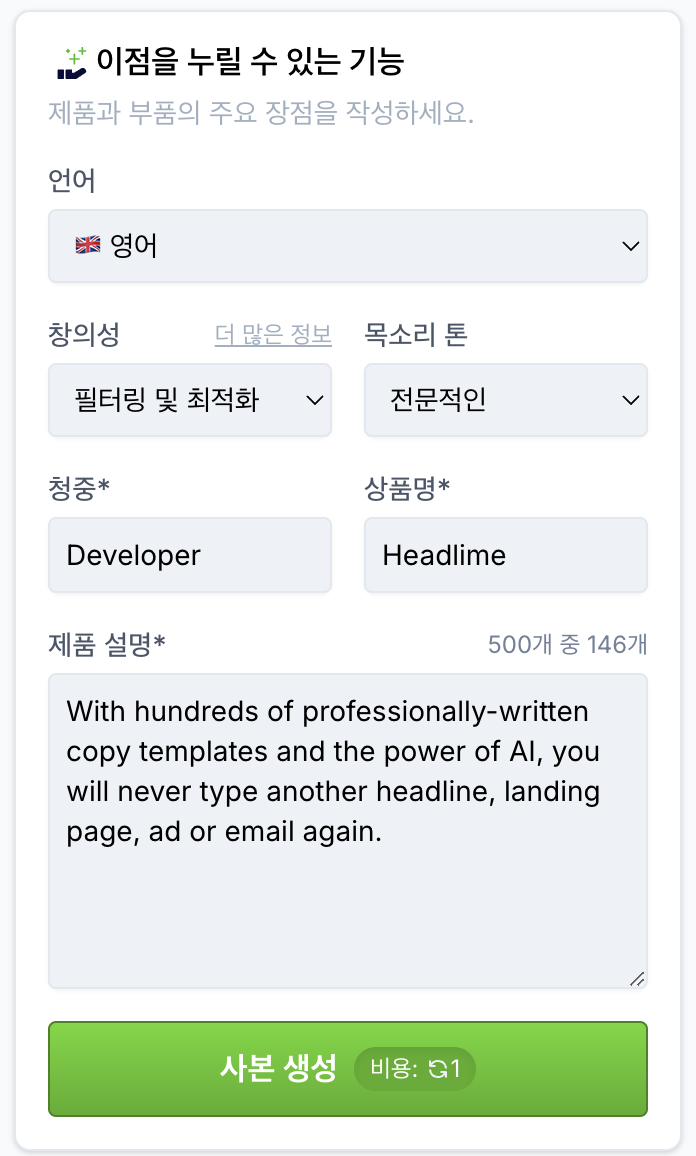 이점을 누릴 수 있는 기능
제품과 부품의 주요 장점을 작성하세요.
언어
영어
창의성 더 많은 정보 목소리 톤
필터링 및 최적화 전문적인
청중* 상품명*
Developer Headlime
제품 설명* 500개 중 146개
With hundreds of professionally-written
copy templates and the power of AI, you
will never type another headline, landing
page, ad or email again.
사본 생성 비용: 1